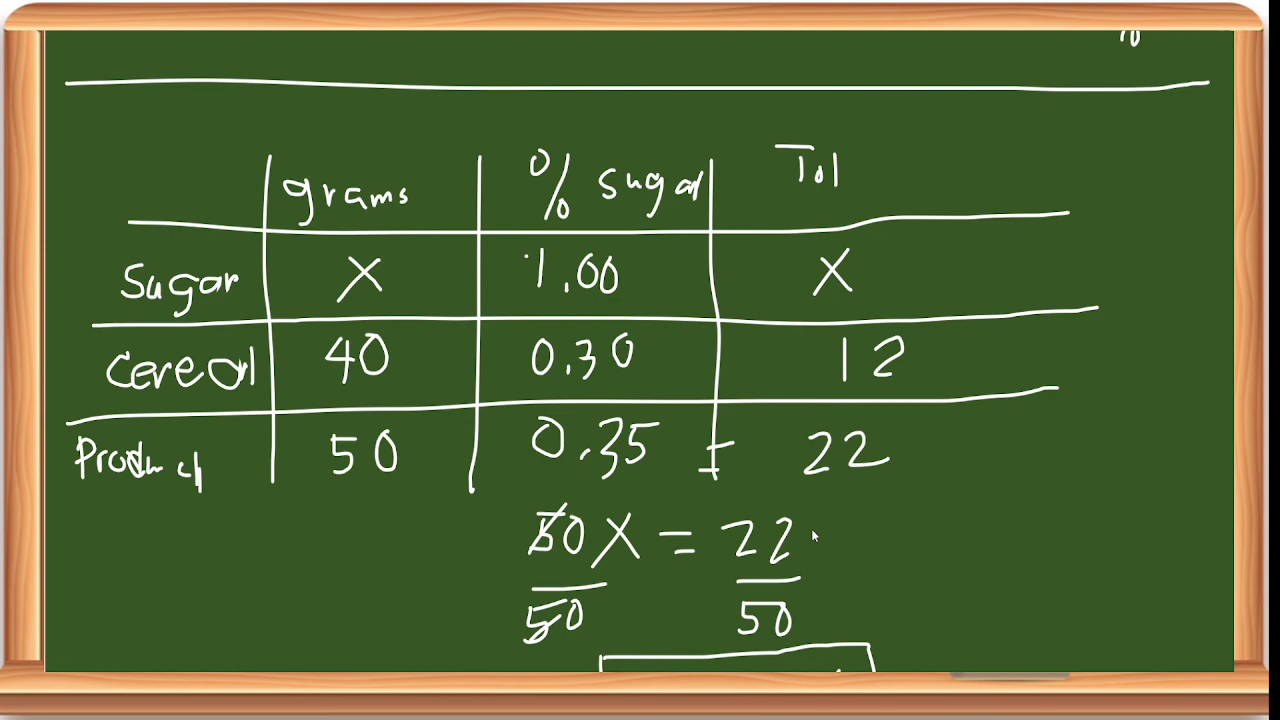 %
grams % sugar Tol
Sugar X 1.00 X
Cereal 40 0.30 12
Product 50 0.35 = 22
50X = 22
50 50